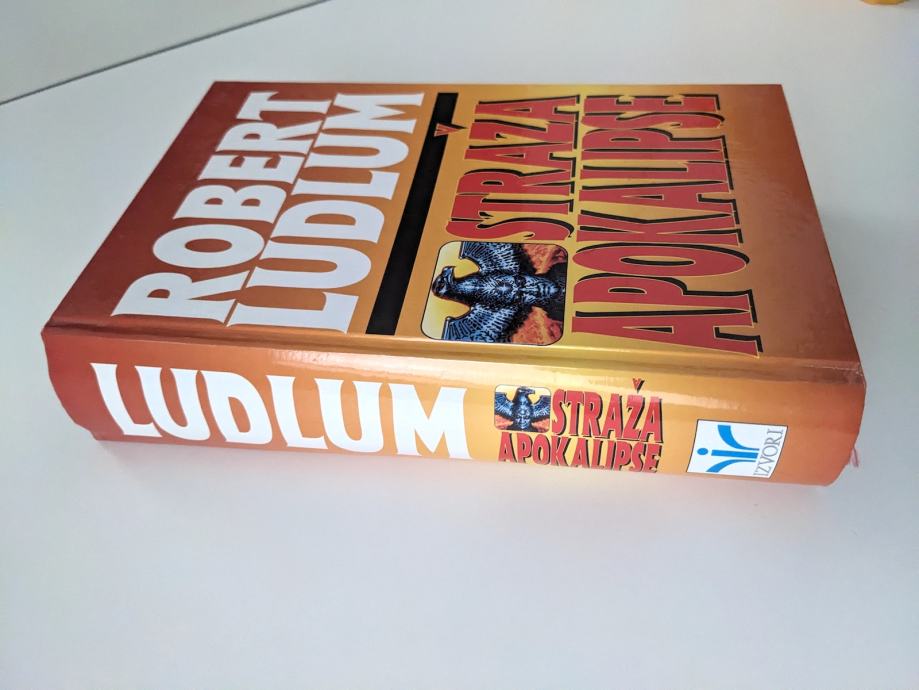 ROBERT
LUDLUM
STRAŽA
APOKALIPSE
LUDLUM
STRAŽA
APOKALIPSE
IZVORI